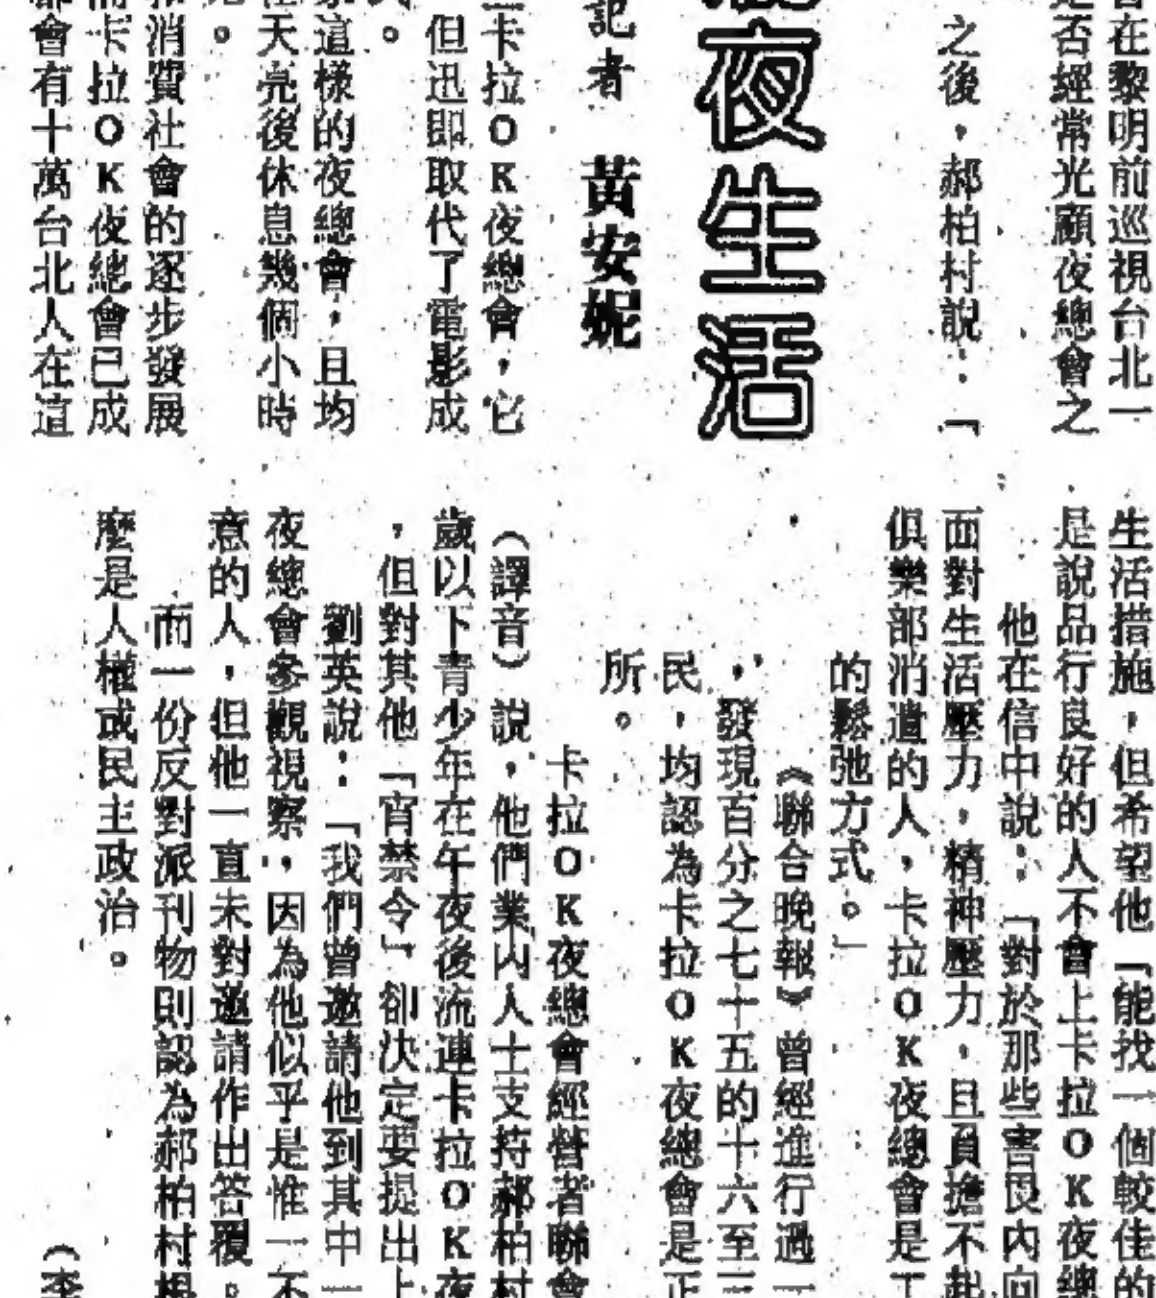 在黎明前巡視台北一
是否經常光顧夜總會之
之後，郝柏村說：「
夜生活
記者　黃安妮
卡拉OK夜總會，它
但迅即取代了電影成
。
這樣的夜總會，且均
天亮後休息幾個小時
。
消費社會的逐步發展
卡拉OK夜總會已成
都會有十萬台北人在這
生活措施，但希望他「能找一個較佳的
是說品行良好的人不會上卡拉OK夜總
他在信中說：「對於那些害畏內向
面對生活壓力，精神壓力，且負擔不起
俱樂部消遣的人，卡拉OK夜總會是
的鬆弛方式。」
《聯合晚報》曾經進行過一
，發現百分之七十五的十六至三
民，均認為卡拉OK夜總會是正
所。
卡拉OK夜總會經營者聯會
（譯音）說，他們業內人士支持郝柏村
歲以下青少年在午夜後流連卡拉OK夜
，但對其他「宵禁令」卻決定要提出上
劉英說：「我們曾邀請他到其中一
夜總會參觀視察，因為他似乎是惟一不
意的人，但他一直未對邀請作出答覆。
而一份反對派刊物則認為郝柏村根
麼是人權或民主政治。
（李